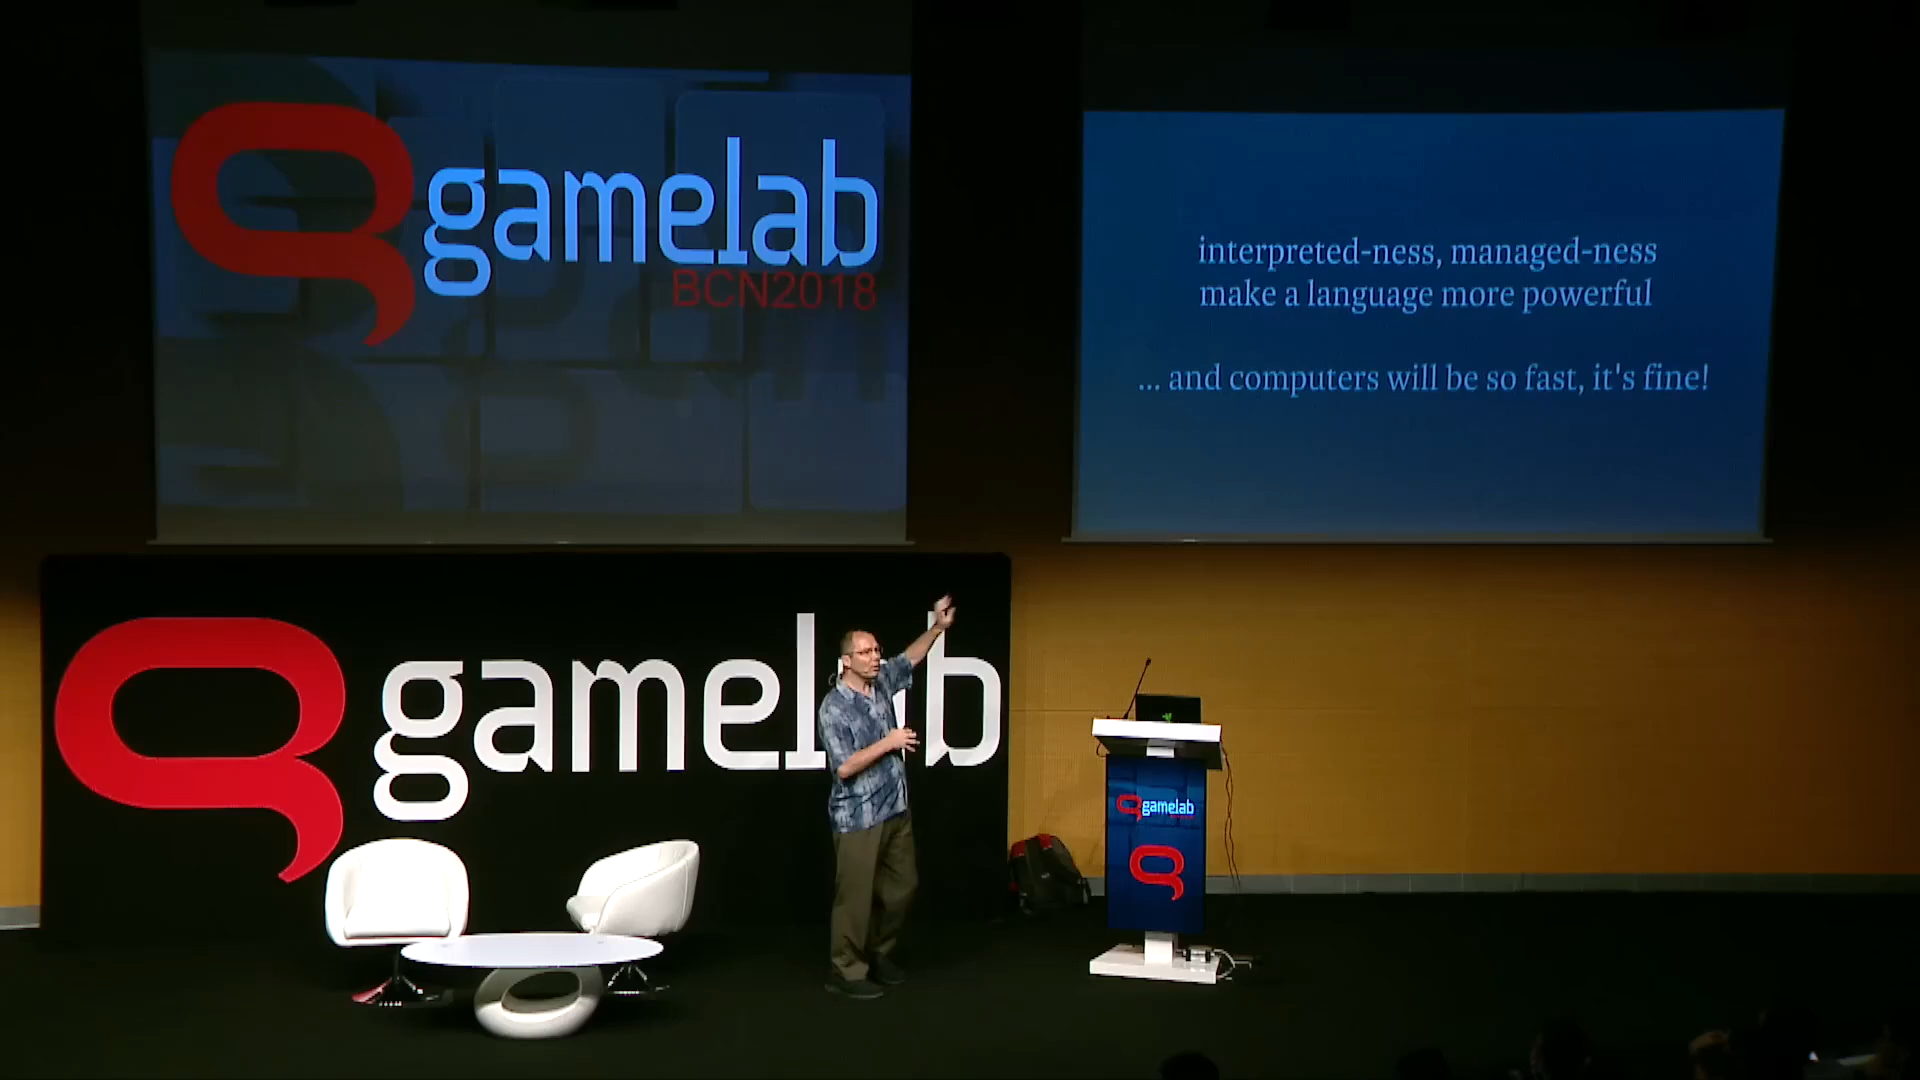 gamelab
BCN2018
interpreted-ness, managed-ness
make a language more powerful
... and computers will be so fast, it's fine!
gamelab
gamelab